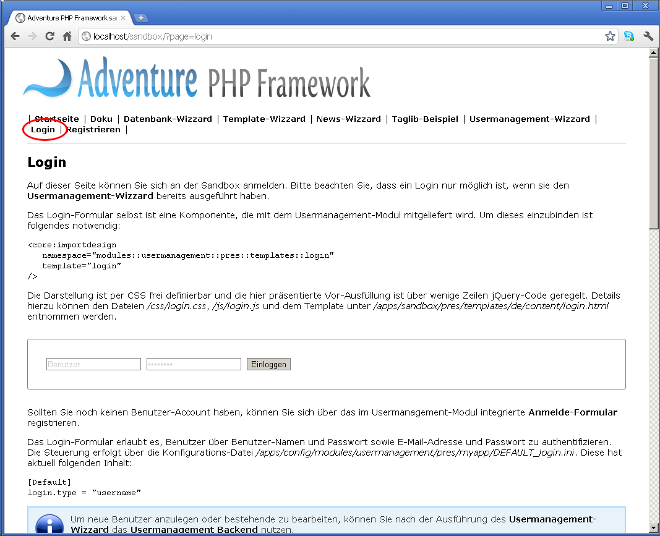 Adventure PHP Framework san
localhost/sandbox/?page=login
Adventure PHP Framework
| Startseite | Doku | Datenbank-Wizzard | Template-Wizzard | News-Wizzard | Taglib-Beispiel | Usermanagement-Wizzard |
Login | Registrieren |
Login
Auf dieser Seite können Sie sich an der Sandbox anmelden. Bitte beachten Sie, dass ein Login nur möglich ist, wenn sie den
Usermanagement-Wizzard bereits ausgeführt haben.
Das Login-Formular selbst ist eine Komponente, die mit dem Usermanagement-Modul mitgeliefert wird. Um dieses einzubinden ist
folgendes notwendig:
<core:importdesign
namespace="modules::usermanagement::pres::templates::login"
template="login"
/>
Die Darstellung ist per CSS frei definierbar und die hier präsentierte Vor-Ausfüllung ist über wenige Zeilen jQuery-Code geregelt. Details
hierzu können den Dateien /css/login.css, /js/login.js und dem Template unter /apps/sandbox/pres/templates/de/content/login.html
entnommen werden.
Benutzer ******** Einloggen
Sollten Sie noch keinen Benutzer-Account haben, können Sie sich über das im Usermanagement-Modul integrierte Anmelde-Formular
registrieren.
Das Login-Formular erlaubt es, Benutzer über Benutzer-Namen und Passwort sowie E-Mail-Adresse und Passwort zu authentifizieren.
Die Steuerung erfolgt über die Konfigurations-Datei /apps/config/modules/usermanagement/pres/myapp/DEFAULT_login.ini. Diese hat
aktuell folgenden Inhalt:
[Default]
login.type = "username"
Um neue Benutzer anzulegen oder bestehende zu bearbeiten, können Sie nach der Ausführung des Usermanagement-
Wizzard das Usermanagement Backend nutzen.